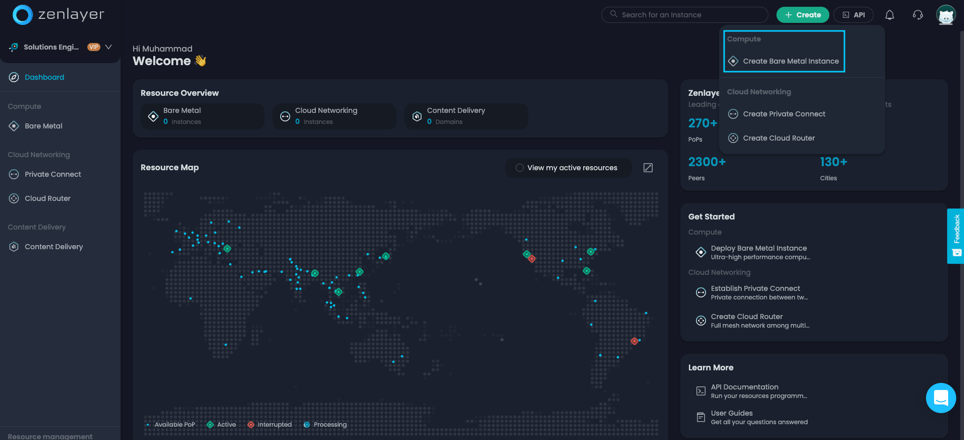 zenlayer
Search for an Instance
+ Create
API
Solutions Engi... VIP
Dashboard
Compute
Bare Metal
Cloud Networking
Private Connect
Cloud Router
Content Delivery
Content Delivery
Resource management
Hi Muhammad
Welcome 👋
Resource Overview
Bare Metal
0 Instances
Cloud Networking
0 Instances
Content Delivery
0 Domains
Resource Map
View my active resources
Available PoP
Active
Interrupted
Processing
Compute
Create Bare Metal Instance
Cloud Networking
Create Private Connect
Create Cloud Router
Zenlaye
Leading
ts
270+
PoPs
2300+
130+
Peers
Cities
Get Started
Compute
Deploy Bare Metal Instance
Ultra-high performance compu...
Cloud Networking
Establish Private Connect
Private connection between tw...
Create Cloud Router
Full mesh network among multi...
Learn More
API Documentation
Run your resources programm...
User Guides
Get all your questions answered
Feedback